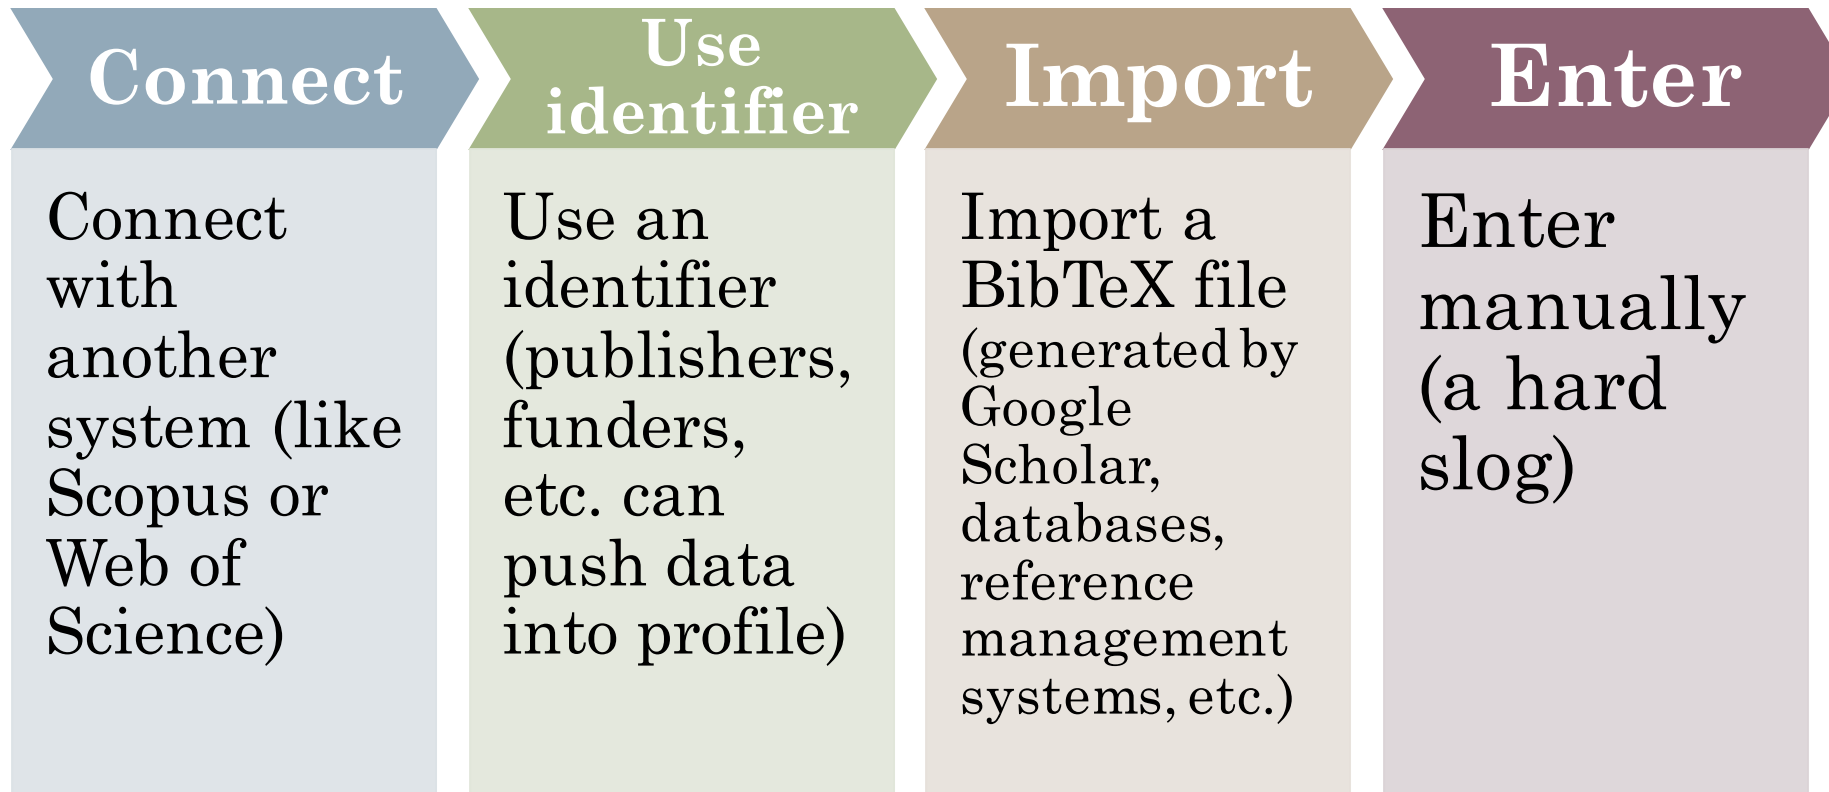 Connect
Connect
with
another
system (like
Scopus or
Web of
Science)
Use
identifier
Use an
identifier
(publishers,
funders,
etc. can
push data
into profile)
Import
Import a
BibTeX file
(generated by
Google
Scholar,
databases,
reference
management
systems, etc.)
Enter
Enter
manually
(a hard
slog)